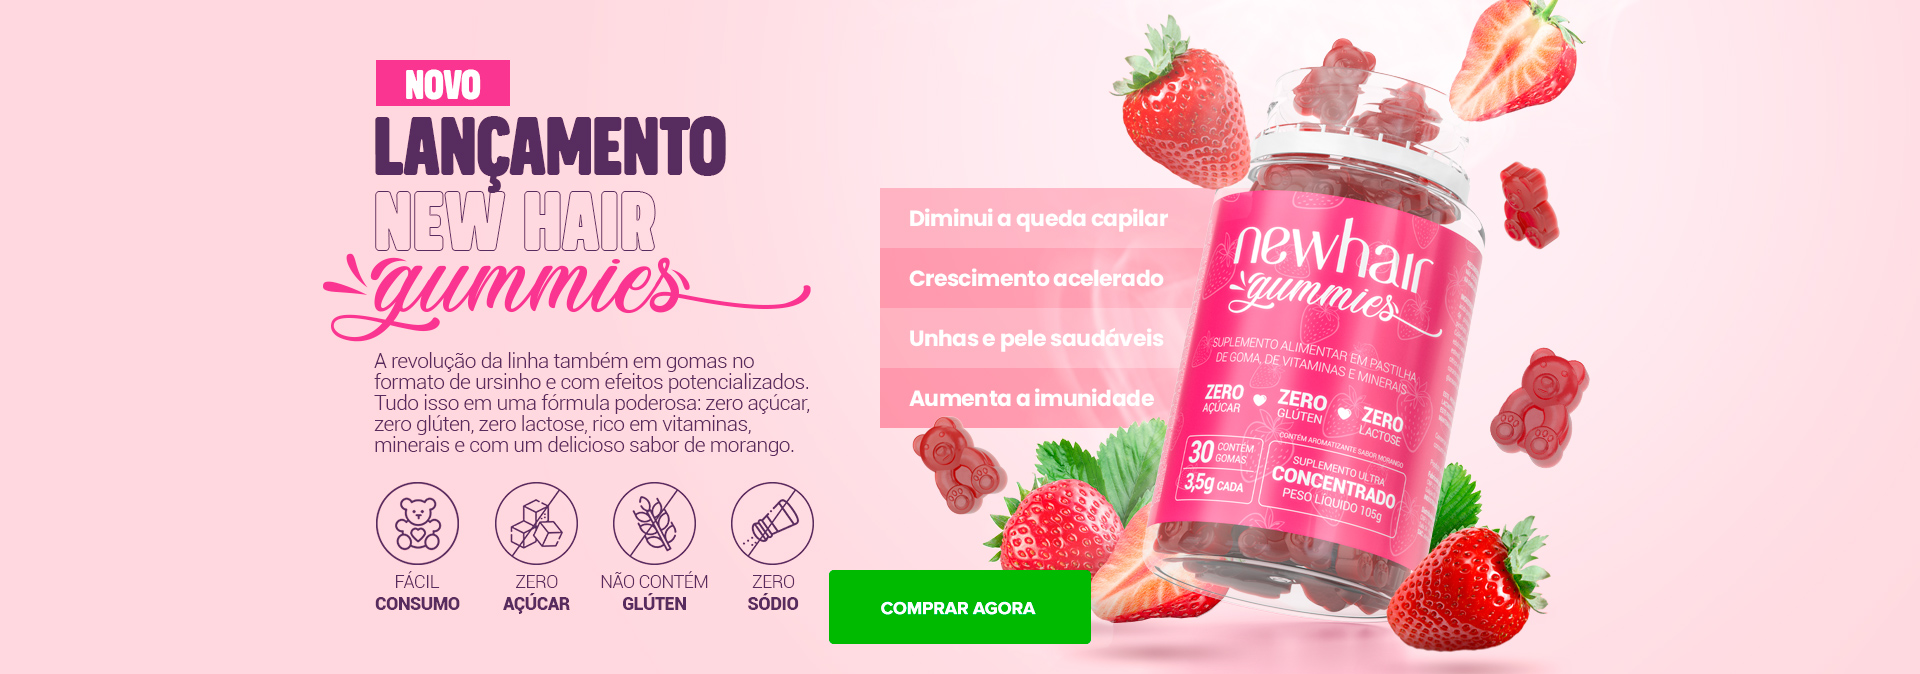 NOVO
LANÇAMENTO
NEW HAIR
gummies
A revolução da linha também em gomas no
formato de ursinho e com efeitos potencializados.
Tudo isso em uma fórmula poderosa: zero açúcar,
zero glúten, zero lactose, rico em vitaminas,
minerais e com um delicioso sabor de morango.
FÁCIL
CONSUMO
ZERO
AÇÚCAR
NÃO CONTÉM
GLÚTEN
ZERO
SÓDIO
Diminui a queda capilar
Crescimento acelerado
Unhas e pele saudáveis
Aumenta a imunidade
COMPRAR AGORA
newhair
gummies
SUPLEMENTO ALIMENTAR EM PASTILHA
DE GOMA, DE VITAMINAS E MINERAIS
ZERO
AÇÚCAR
ZERO
GLÚTEN
ZERO
LACTOSE
CONTÉM AROMATIZANTE SABOR MORANGO
30 CONTÉM
GOMAS
3,5g CADA
SUPLEMENTO ULTRA
CONCENTRADO
PESO LÍQUIDO 105g